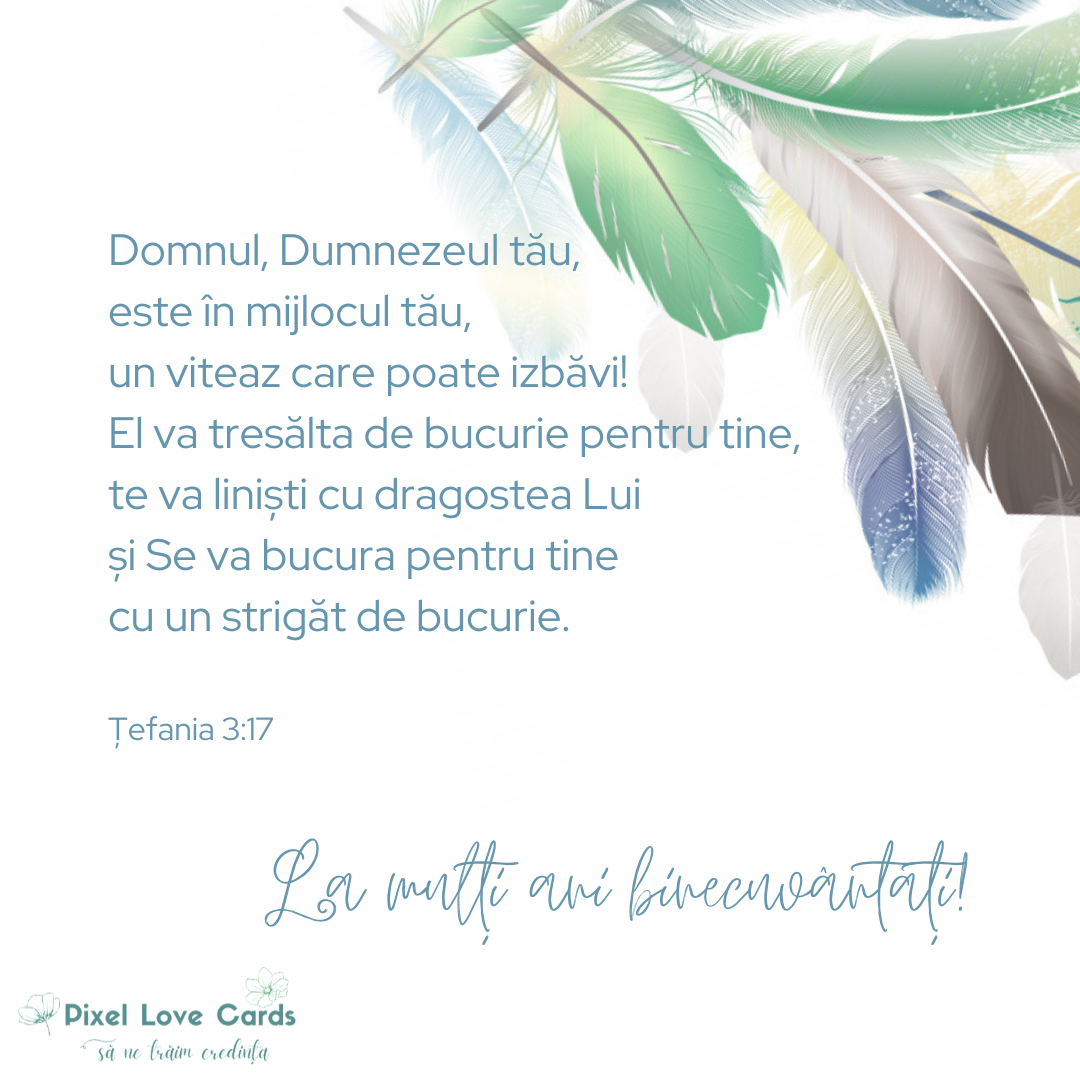 Domnul, Dumnezeul tău,
este în mijlocul tău,
un viteaz care poate izbăvi!
El va tresălta de bucurie pentru tine,
te va liniști cu dragostea Lui
și Se va bucura pentru tine
cu un strigăt de bucurie.
Țefania 3:17
La mulți ani binecuvântați!
Pixel Love Cards
să ne trăim credința